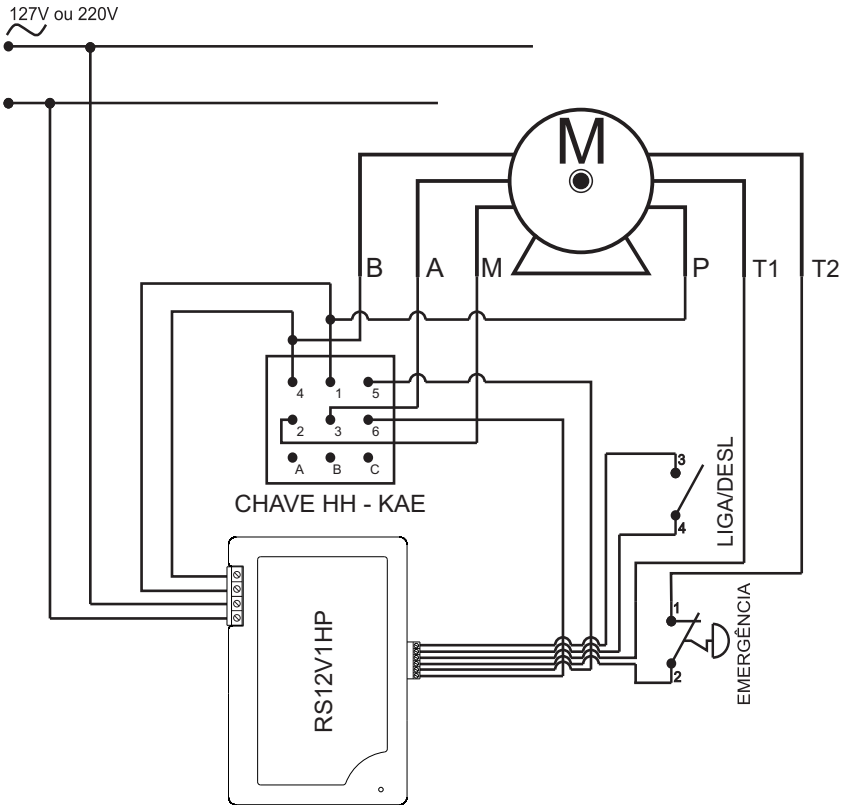 127V ou 220V
M
B A M P T1 T2
4 1 5
2 3 6
A B C
CHAVE HH - KAE
3
4
LIGA/DESL
1
2
EMERGÊNCIA
RS12V1HP